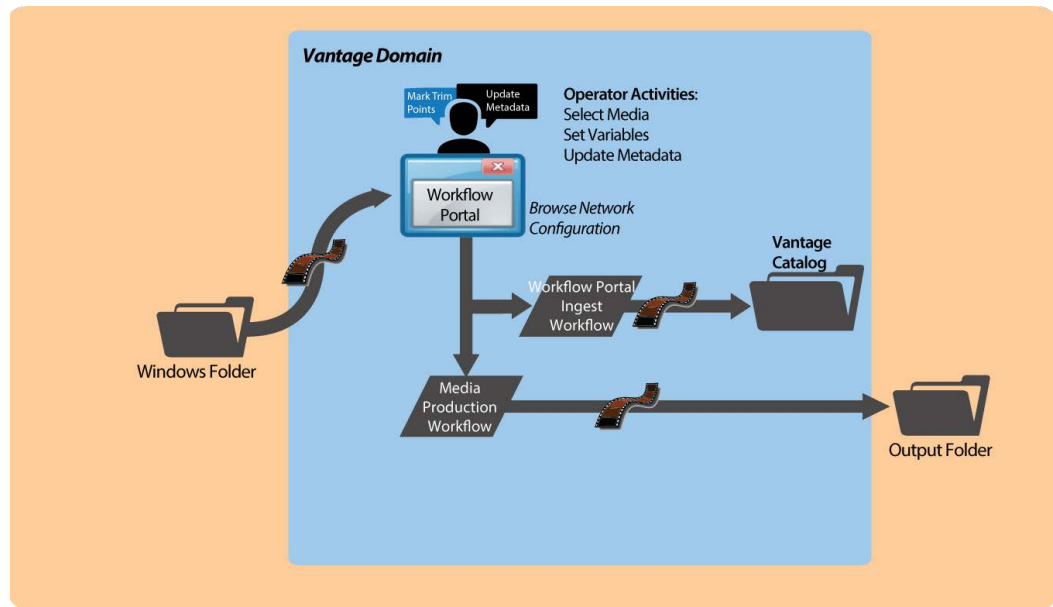 Vantage Domain
Mark Trim
Points
Update
Metadata
Operator Activities:
Select Media
Set Variables
Update Metadata
Workflow
Portal
Browse Network
Configuration
Vantage
Catalog
Workflow Portal
Ingest
Workflow
Windows Folder
Media
Production
Workflow
Output Folder